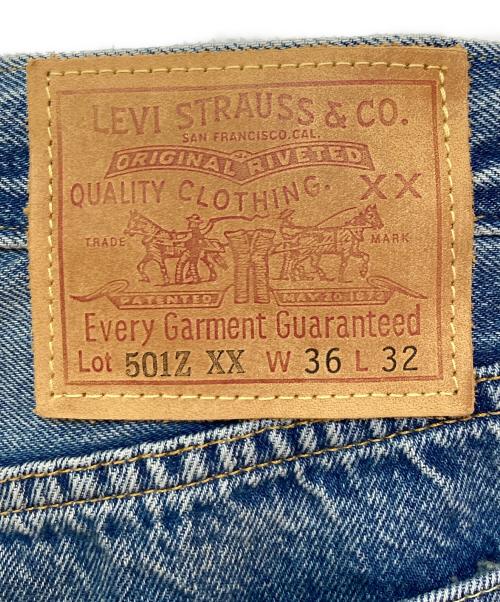 LEVI STRAUSS & CO.
SAN FRANCISCO, CAL.
ORIGINAL RIVETED
QUALITY CLOTHING. XX
TRADE MARK
PATENTED MAY 20 1873
Every Garment Guaranteed
Lot 501Z XX W 36 L 32